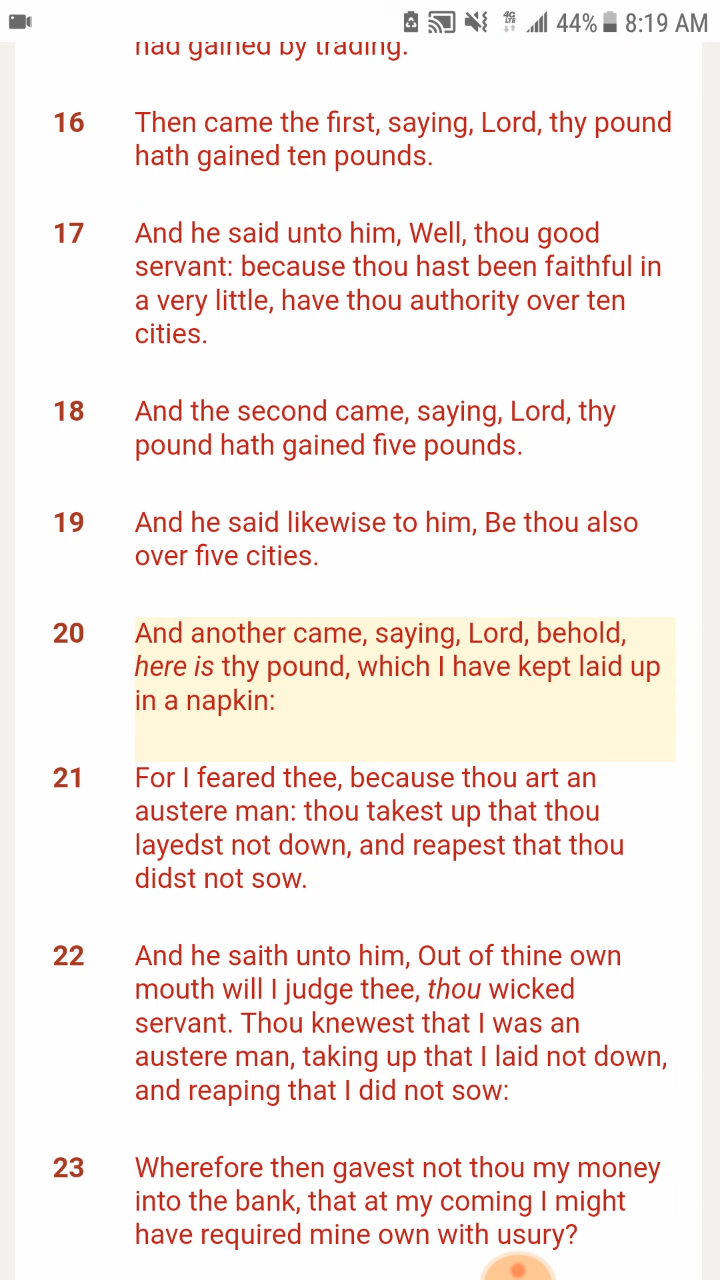 4G
LTE
44%
8:19 AM
had gained by trading.
16 Then came the first, saying, Lord, thy pound
hath gained ten pounds.
17 And he said unto him, Well, thou good
servant: because thou hast been faithful in
a very little, have thou authority over ten
cities.
18 And the second came, saying, Lord, thy
pound hath gained five pounds.
19 And he said likewise to him, Be thou also
over five cities.
20 And another came, saying, Lord, behold,
here is thy pound, which I have kept laid up
in a napkin:
21 For I feared thee, because thou art an
austere man: thou takest up that thou
layedst not down, and reapest that thou
didst not sow.
22 And he saith unto him, Out of thine own
mouth will I judge thee, thou wicked
servant. Thou knewest that I was an
austere man, taking up that I laid not down,
and reaping that I did not sow:
23 Wherefore then gavest not thou my money
into the bank, that at my coming I might
have required mine own with usury?